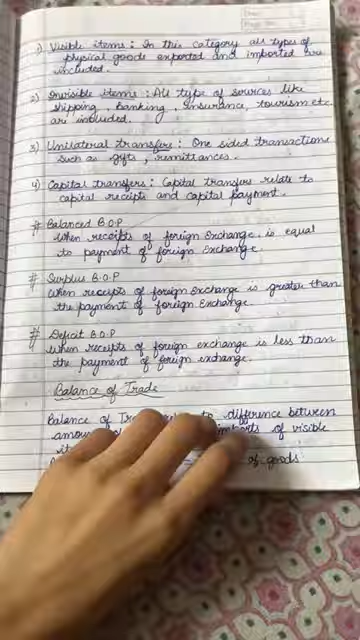 1) Visible items : In this category all types of
physical goods exported and imported are
included.
2) Invisible items : All type of services like
shipping, banking, insurance, tourism etc
are included.
3) Unilateral transfers : One sided transactions
such as gifts, remittances.
4) Capital transfers : Capital transfers relate to
capital receipts and capital payment.
# Balanced B.O.P
When receipts of foreign exchange is equal
to payment of foreign Exchange
# Surplus B.O.P
When receipts of foreign exchange is greater than
the payment of foreign Exchange
# Deficit B.O.P
When receipts of foreign exchange is less than
the payment of foreign exchange.
Balance of Trade
Balance of to difference between
imports of visible
of goods